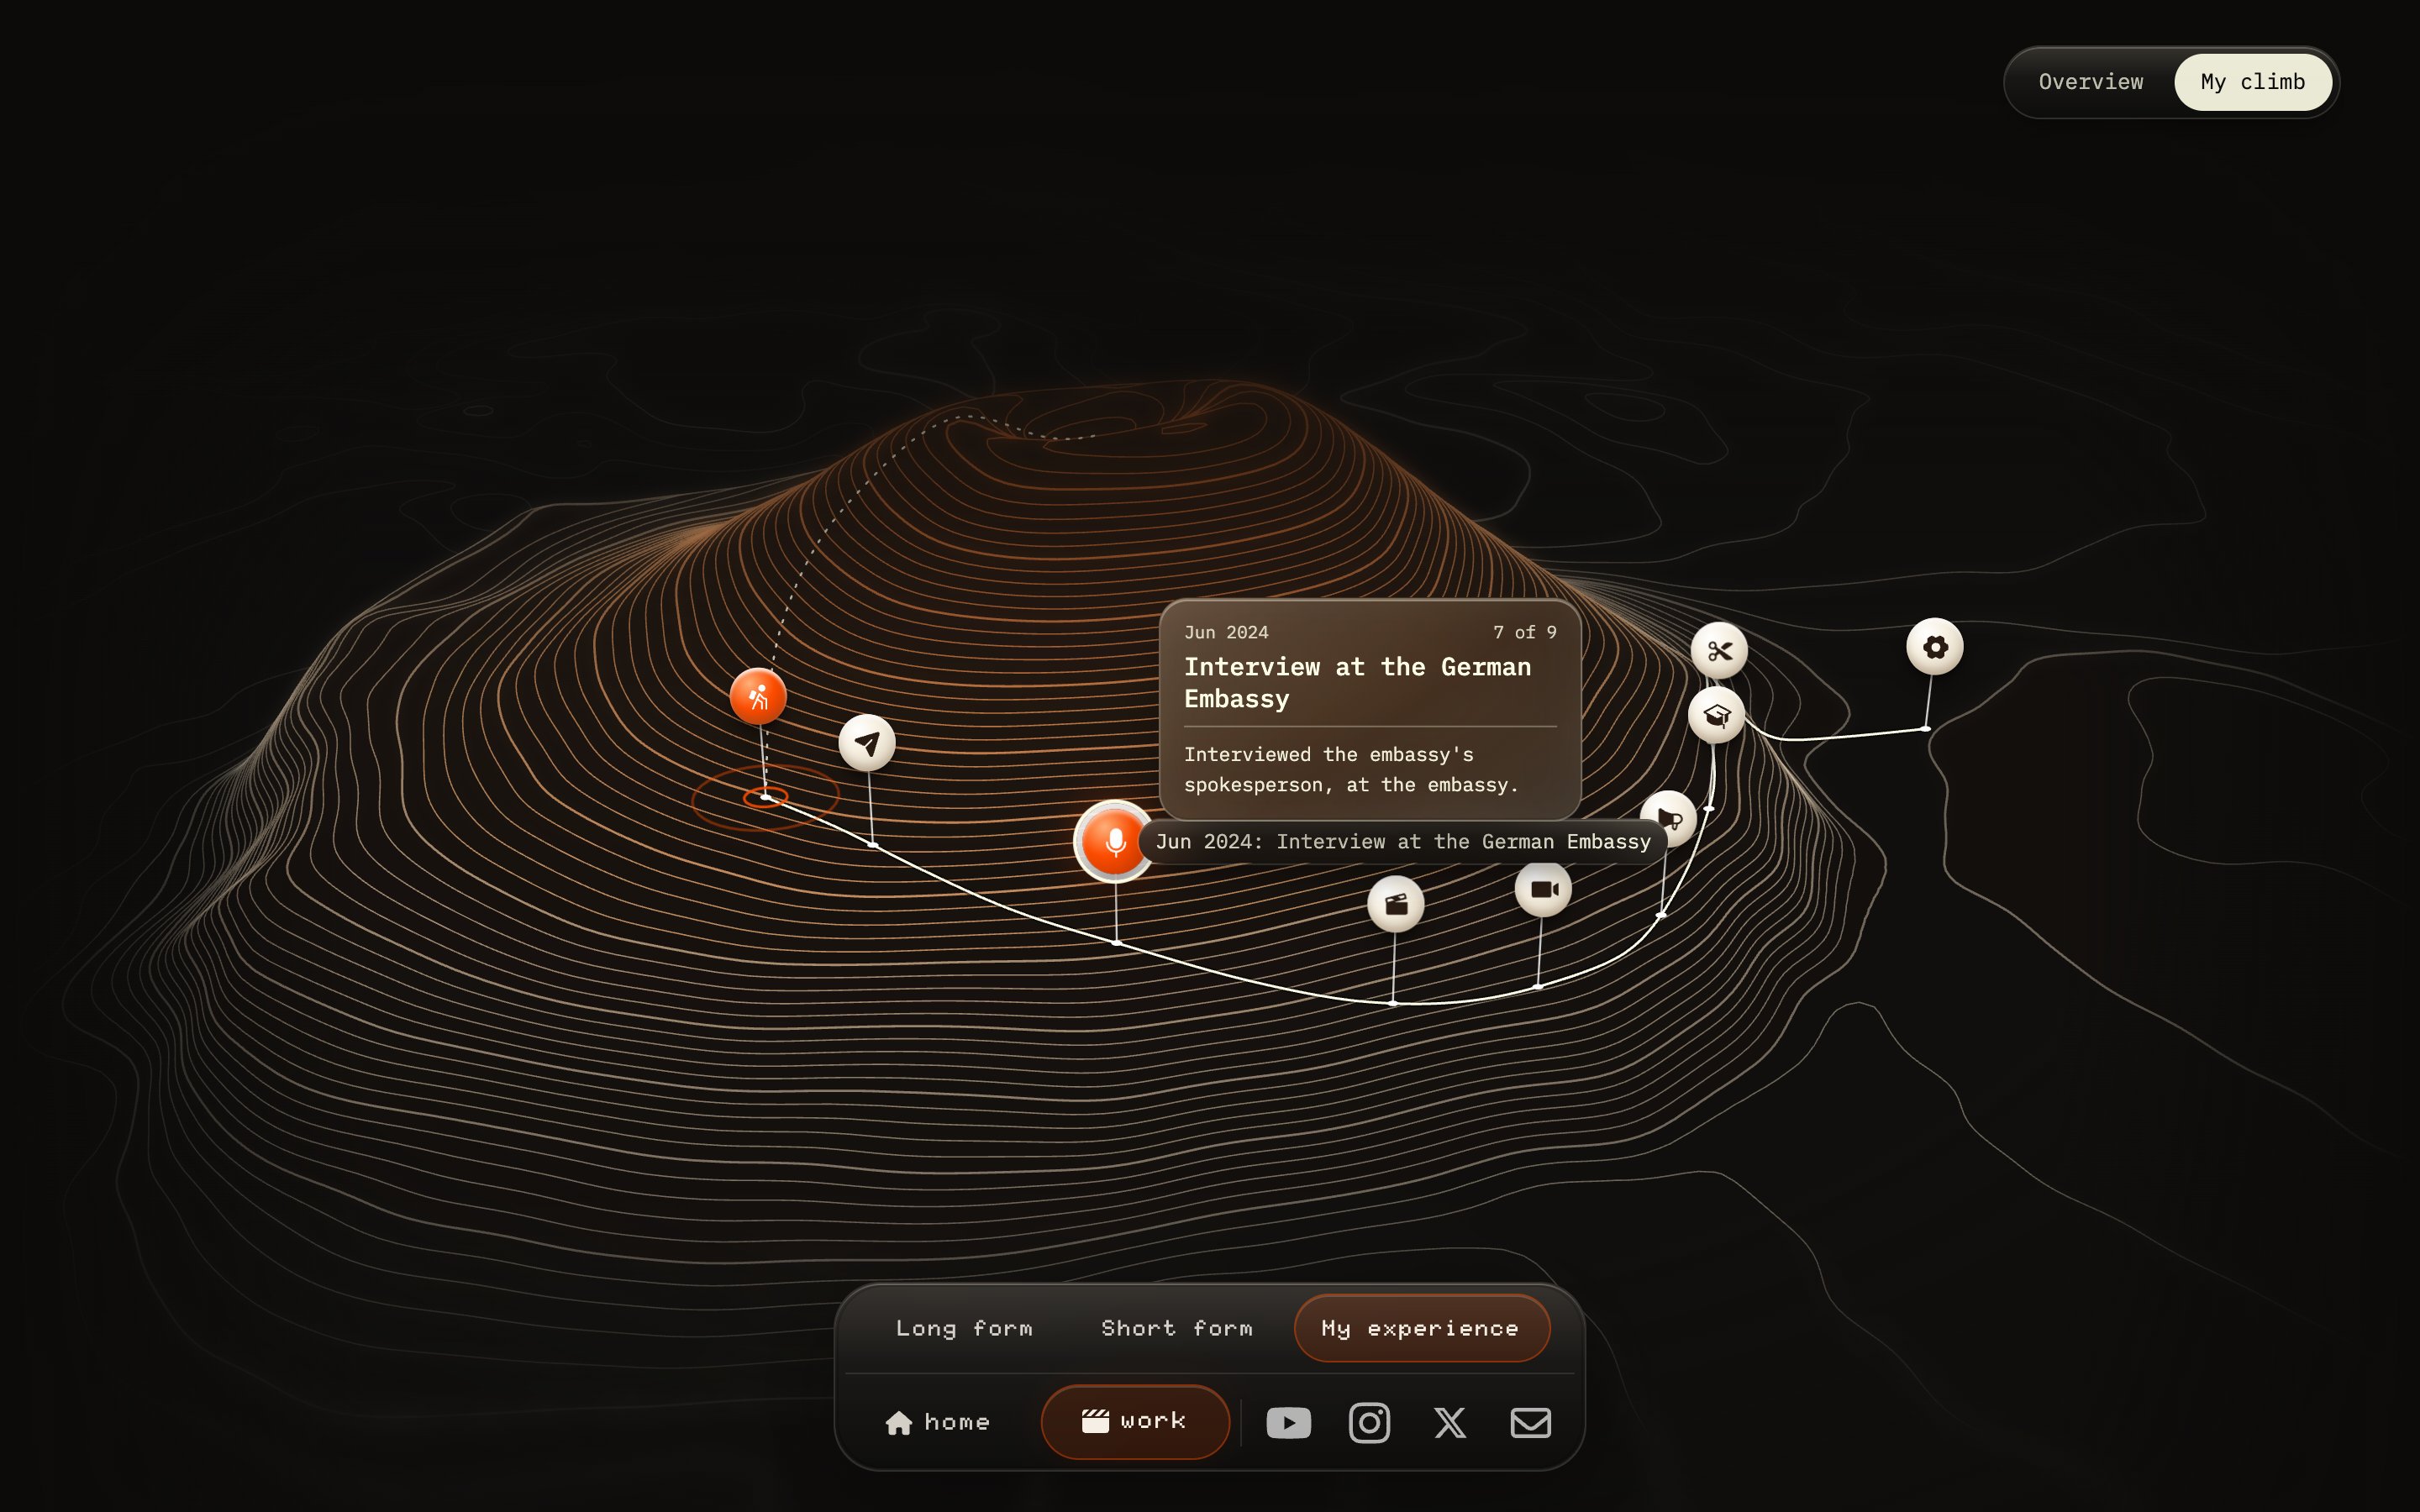 Overview My climb
Jun 2024 7 of 9
Interview at the German
Embassy
Interviewed the embassy's
spokesperson, at the embassy.
Jun 2024: Interview at the German Embassy
Long form Short form My experience
home work